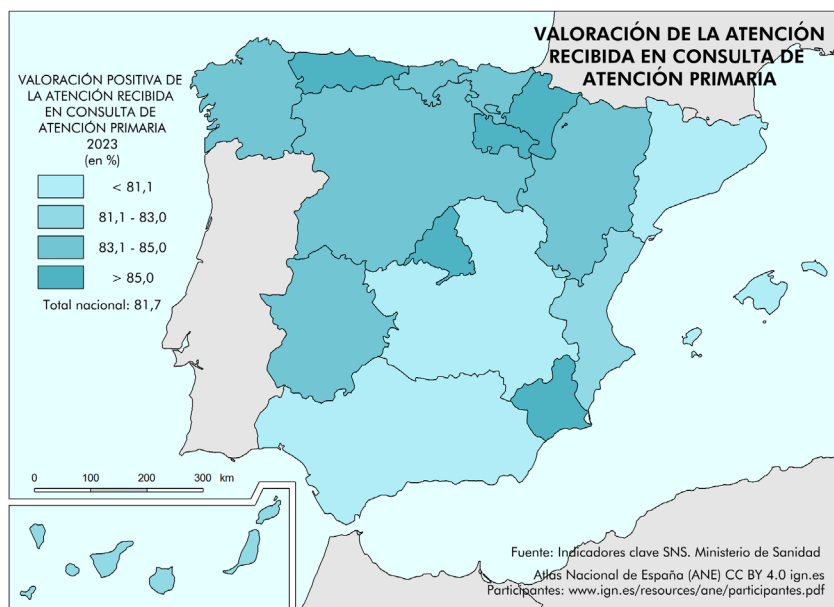 VALORACIÓN DE LA ATENCIÓN
RECIBIDA EN CONSULTA DE
ATENCIÓN PRIMARIA
VALORACIÓN POSITIVA DE
LA ATENCIÓN RECIBIDA
EN CONSULTA DE
ATENCIÓN PRIMARIA
2023
(en %)
< 81,1
81,1 - 83,0
83,1 - 85,0
> 85,0
Total nacional: 81,7
0 100 200 300 km
Fuente: Indicadores clave SNS. Ministerio de Sanidad
Atlas Nacional de España (ANE) CC BY 4.0 ign.es
Participantes: www.ign.es/resources/ane/participantes.pdf